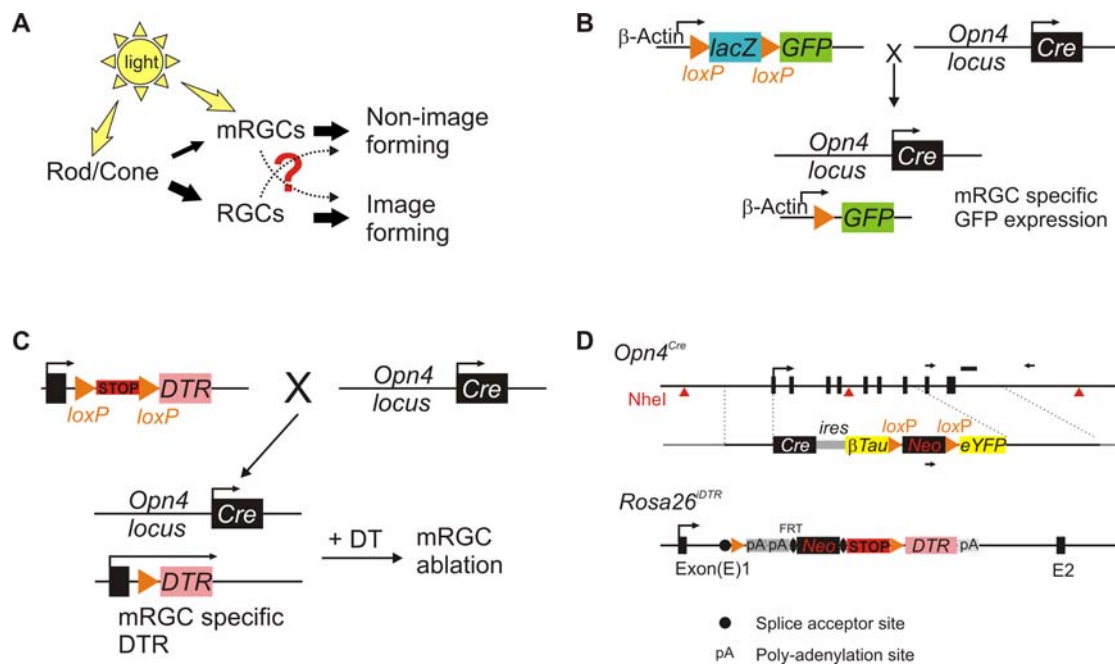 A
light
mRGCs
Rod/Cone
RGCs
?
Non-image
forming
Image
forming
B
β-Actin
lacZ
GFP
loxP
loxP
X
Opn4
locus
Cre
Opn4
locus
Cre
β-Actin
GFP
mRGC specific
GFP expression
C
STOP
DTR
loxP
loxP
X
Opn4
locus
Cre
Opn4
locus
Cre
DTR
mRGC specific
DTR
+ DT
mRGC
ablation
D
Opn4Cre
NheI
ires
loxP
loxP
Cre
βTau
Neo
eYFP
Rosa26iDTR
FRT
pA pA
Neo
STOP
DTR
pA
Exon(E)1
E2
Splice acceptor site
pA Poly-adenylation site